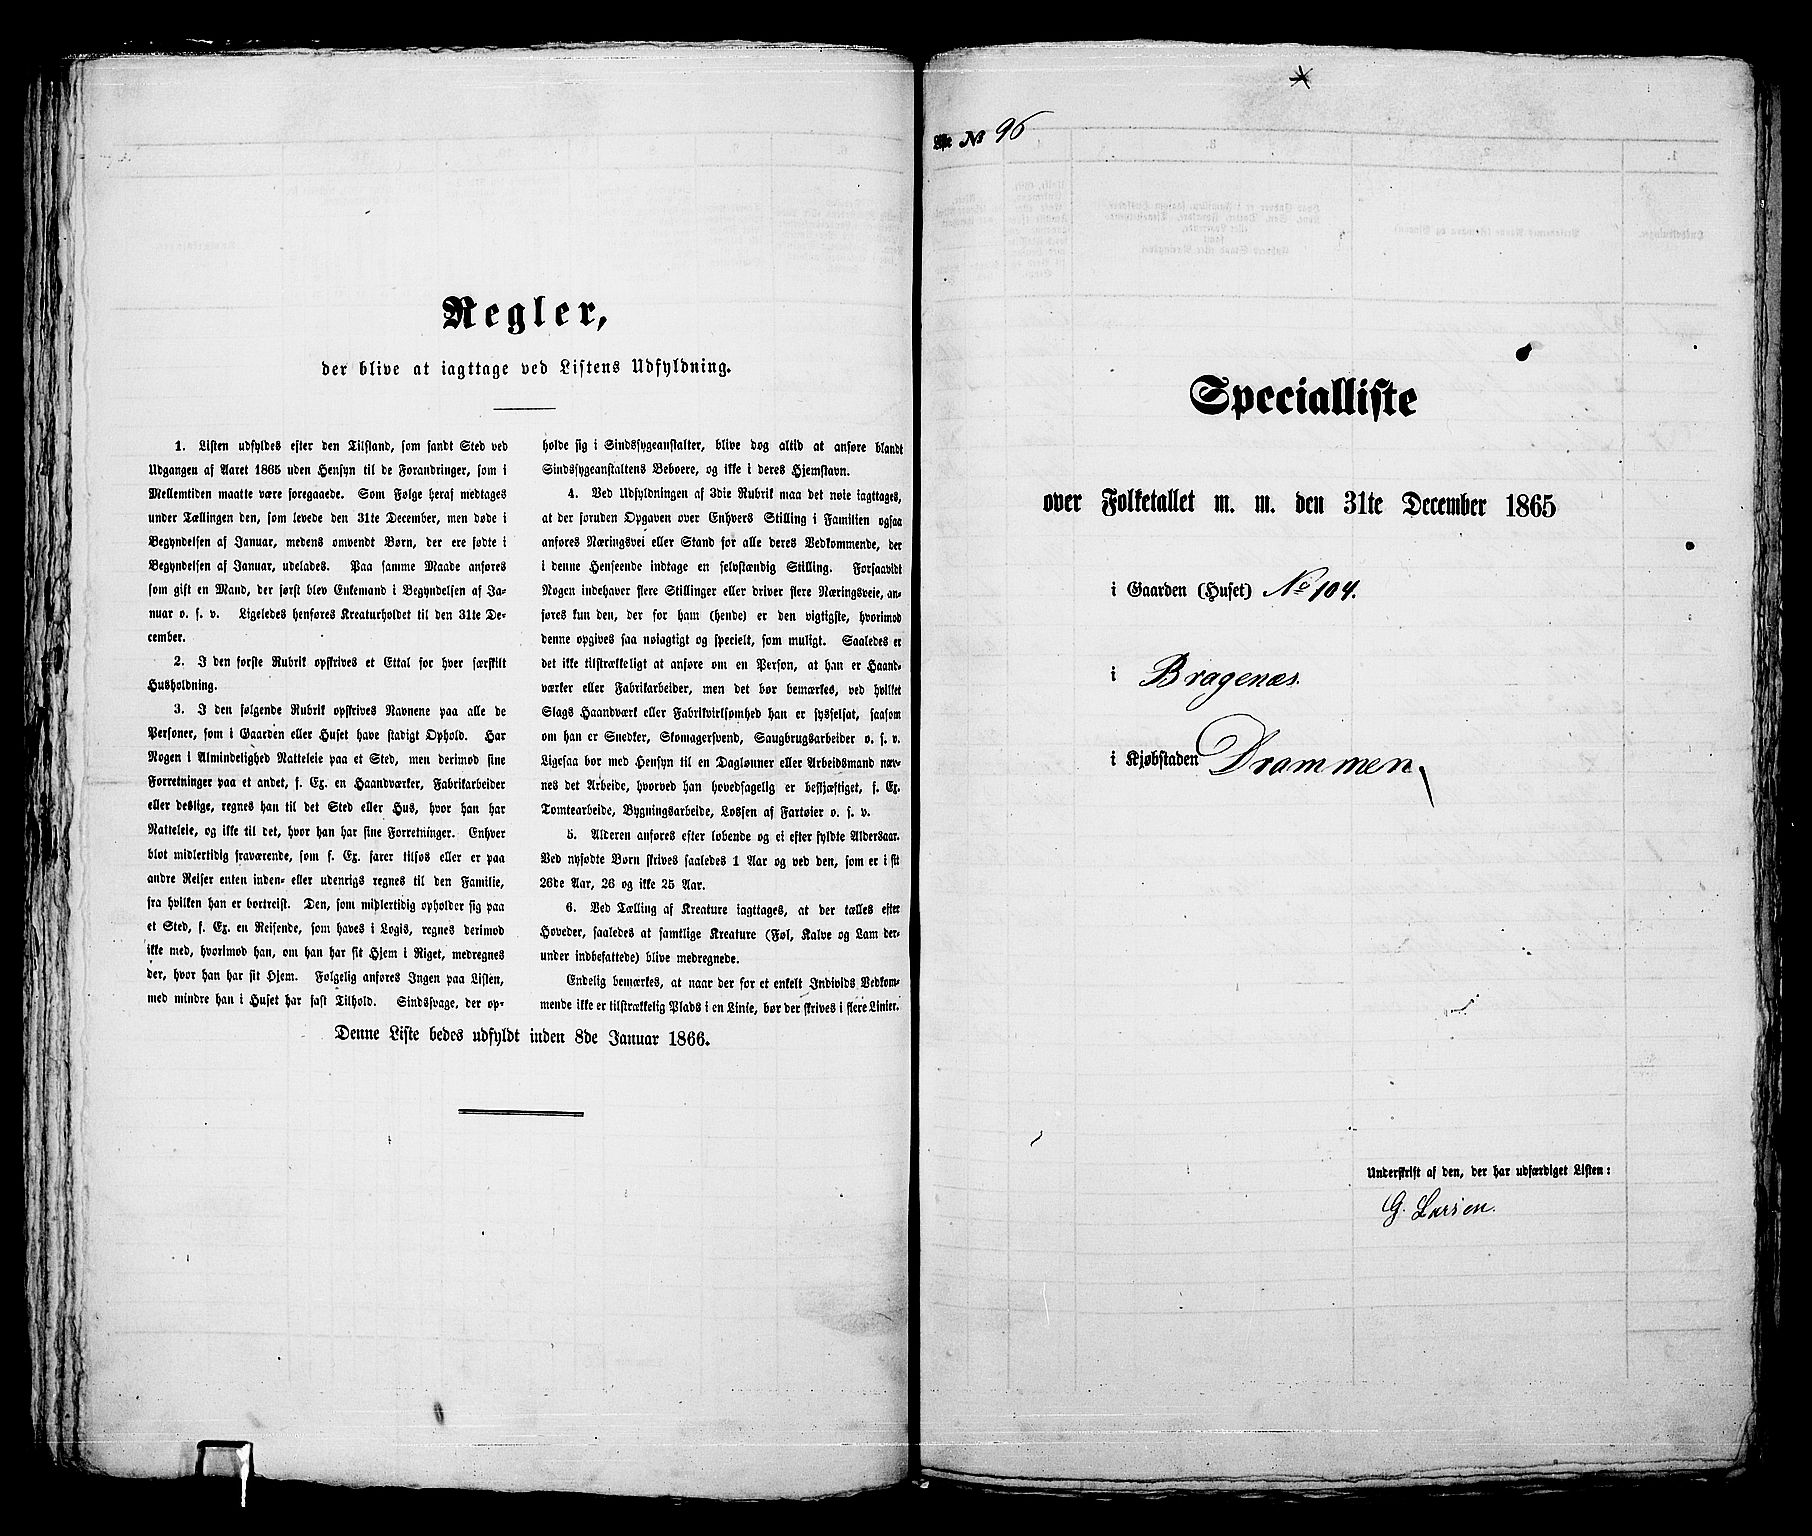 Regler,
der blive at iagttage ved Listens Udfyldning.
1. Listen udfyldes efter den Tilstand, som fandt Sted ved
Udgangen af Aaret 1865 uden Hensyn til de Forandringer, som i
Mellemtiden maatte være foregaaede. Som Følge heraf medtages
under Tællingen den, som levede den 31te December, men døde i
Begyndelsen af Januar, medens omvendt Børn, der ere fødte i
Begyndelsen af Januar, udelades. Paa samme Maade anføres
som gift en Mand, der først blev Enkemand i Begyndelsen af Ja-
nuar o. s. v. Ligeledes henføres Kreaturholdet til den 31te De-
cember.
2. I den første Rubrik opskrives et Ettal for hver særskilt
Husholdning.
3. I den følgende Rubrik opskrives Navnene paa alle de
Personer, som i Gaarden eller Huset have stadigt Ophold. Har
Nogen i Almindelighed Natteleie paa et Sted, men derimod sine
Forretninger paa et andet, f. Ex. en Haandværker, Fabrikarbeider
eller deslige, regnes han til det Sted eller Hus, hvor han har
Natteleie, og ikke til det, hvor han har sine Forretninger. Enhver
blot midlertidig fraværende, som f. Ex. farer tilsøs eller er paa
andre Reiser enten inden- eller udenrigs regnes til den Familie,
fra hvilken han er bortreist. Den, som midlertidig opholder sig paa
et Sted, f. Ex. en Reisende, som haves i Logis, regnes derimod
ikke med, hvorimod han, om han har sit Hjem i Riget, medregnes
der, hvor han har sit Hjem. Følgelig anføres Ingen paa Listen,
med mindre han i Huset har fast Tilhold. Sindssvage, der op-
holde sig i Sindssygeanstalter, blive dog altid at anføre blandt
Sindssygeanstaltens Beboere, og ikke i deres Hjemstavn.
4. Ved Udfyldningen af 3die Rubrik maa det nøie iagttages,
at der foruden Opgaven over Enhvers Stilling i Familien ogsaa
anføres Næringsvei eller Stand for alle deres Vedkommende, der
i denne Henseende indtage en selvstændig Stilling. Forsaavidt
Nogen indehaver flere Stillinger eller driver flere Næringsveie, an-
føres kun den, der for ham (hende) er den vigtigste, hvorimod
denne opgives saa nøiagtigt og specielt, som muligt. Saaledes er
det ikke tilstrækkeligt at anføre om en Person, at han er Haand-
værker eller Fabrikarbeider, men det bør bemærkes, ved hvilket
Slags Haandværk eller Fabrikvirksomhed han er sysselsat, saasom
om han er Snedker, Skomagersvend, Saugbrugsarbeider o. s. v.
Ligesaa bør med Hensyn til en Dagløner eller Arbeidsmand næv-
nes det Arbeide, hvorved han hovedsagelig er beskjæftiget, f. Ex.
Tomtearbeide, Bygningsarbeide, Lossen af Fartøier o. s. v.
5. Alderen anføres efter løbende og ei efter fyldte Aldersaar.
Ved nyfødte Børn skrives saaledes 1 Aar og ved den, som er i sit
26de Aar, 26 og ikke 25 Aar.
6. Ved Tælling af Kreature iagttages, at der tælles efter
Hoveder, saaledes at samtlige Kreature (Føl, Kalve og Lam der-
under indbefattede) blive medregnede.
Endelig bemærkes, at naar der for et enkelt Individs Vedkom-
mende ikke er tilstrækkelig Plads i en Linie, bør der skrives i flere Linier.
Denne Liste bedes udfyldt inden 8de Januar 1866.
№ 96
Specialliste
over Folketallet m. m. den 31te December 1865
i Gaarden (Huset) No 104.
i Bragenæs.
i Kjøbstaden Drammen
Underskrift af den, der har udfærdiget Listen:
G. Larsen.